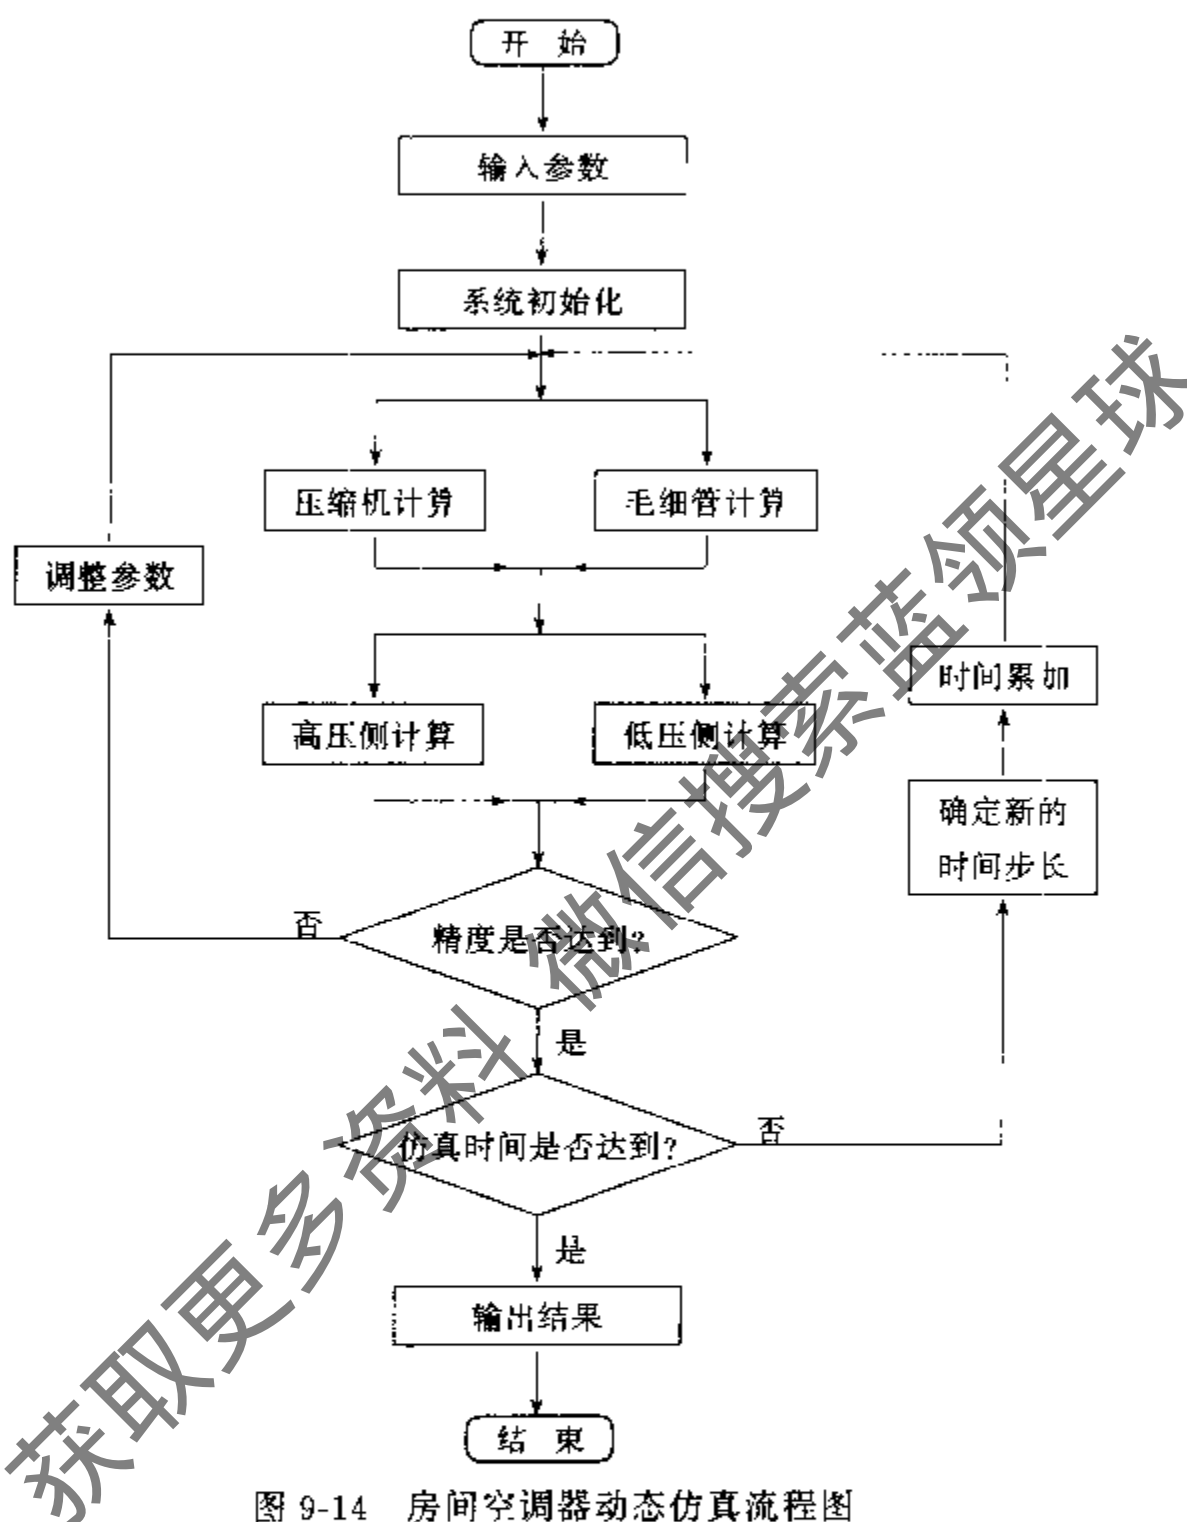 开 始
输入参数
系统初始化
压缩机计算
毛细管计算
调整参数
时间累加
高压侧计算
低压侧计算
确定新的
时间步长
否
精度是否达到?
是
仿真时间是否达到?
否
是
输出结果
结 束
图 9-14 房间空调器动态仿真流程图
获取更多资料 微信搜索蓝领星球